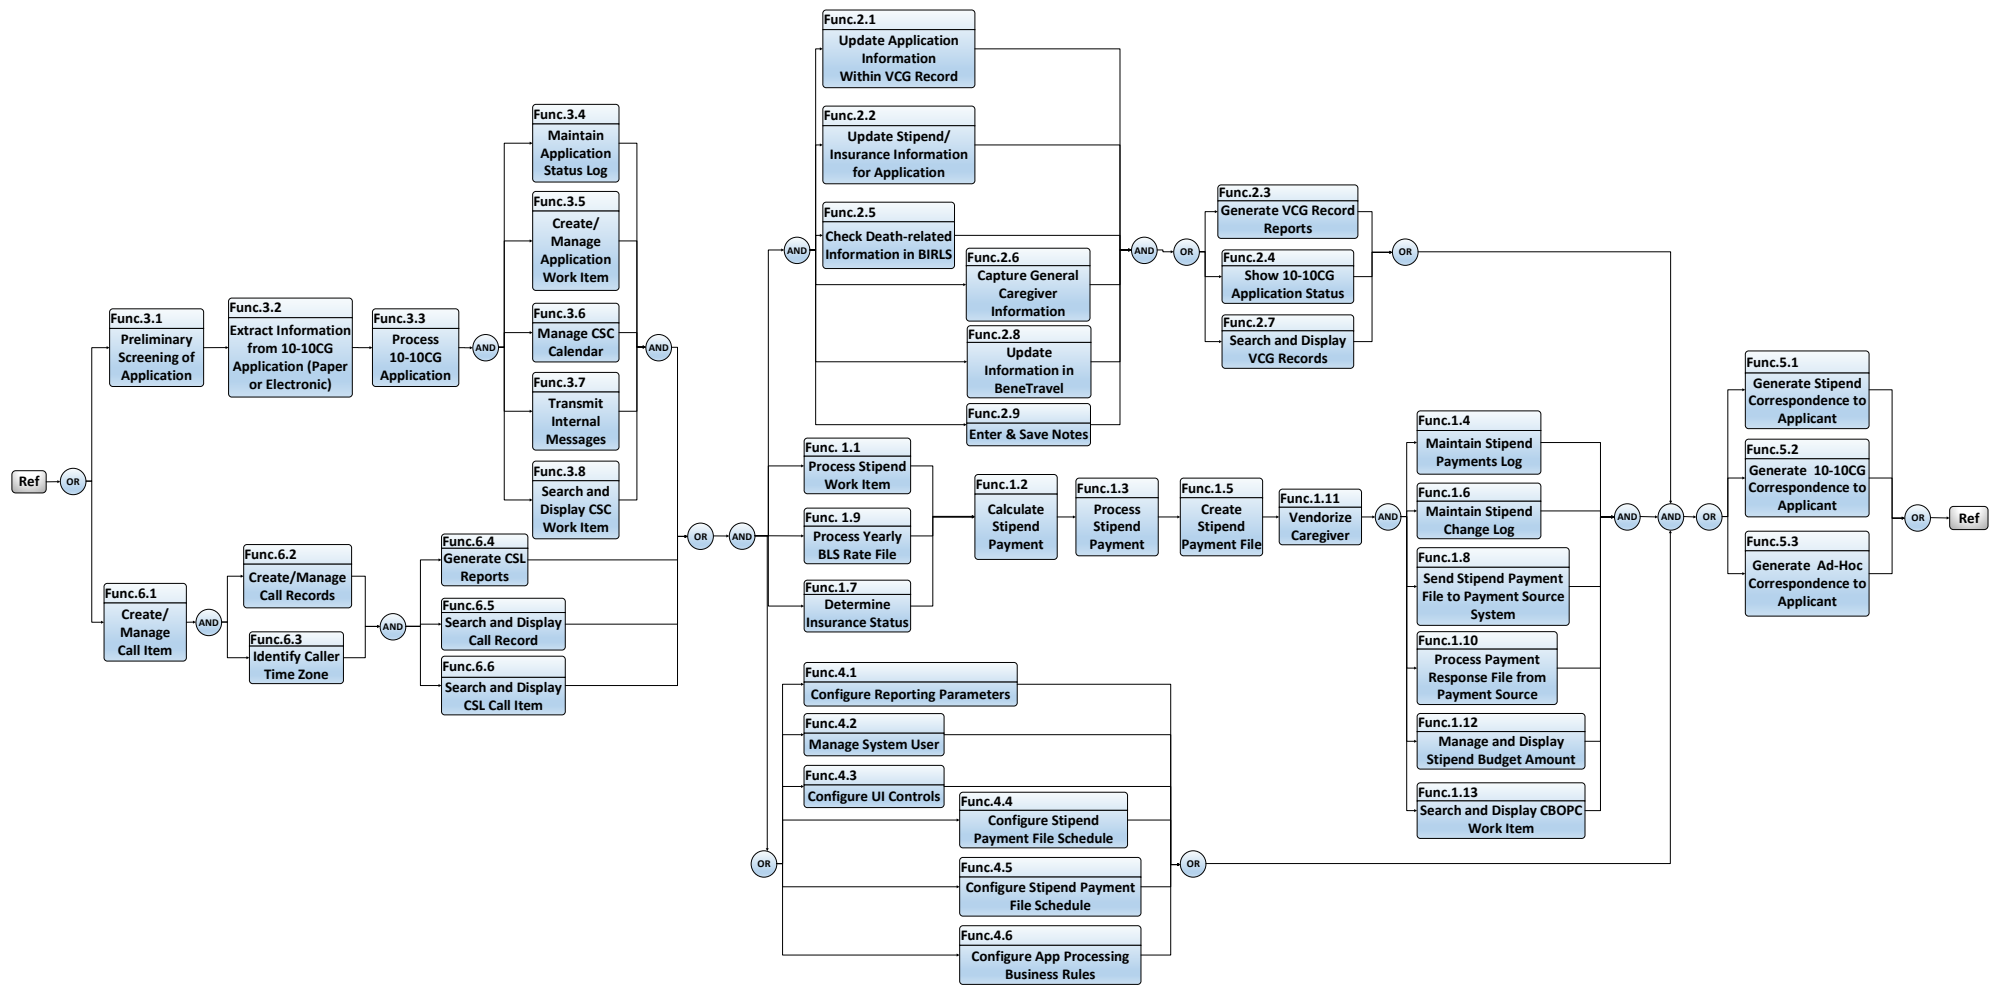 Ref
OR
Func.3.1
Preliminary
Screening of
Application
Func.3.2
Extract Information
from 10-10CG
Application (Paper
or Electronic)
Func.3.3
Process
10-10CG
Application
AND
Func.3.4
Maintain
Application
Status Log
Func.3.5
Create/
Manage
Application
Work Item
Func.3.6
Manage CSC
Calendar
Func.3.7
Transmit
Internal
Messages
Func.3.8
Search and
Display CSC
Work Item
AND
Func.6.1
Create/
Manage
Call Item
AND
Func.6.2
Create/Manage
Call Records
Func.6.3
Identify Caller
Time Zone
AND
Func.6.4
Generate CSL
Reports
Func.6.5
Search and Display
Call Record
Func.6.6
Search and Display
CSL Call Item
OR
AND
AND
Func.2.1
Update Application
Information
Within VCG Record
Func.2.2
Update Stipend/
Insurance Information
for Application
Func.2.5
Check Death-related
Information in BIRLS
Func.2.6
Capture General
Caregiver
Information
Func.2.8
Update
Information in
BeneTravel
Func.2.9
Enter & Save Notes
AND
OR
Func.2.3
Generate VCG Record
Reports
Func.2.4
Show 10-10CG
Application Status
Func.2.7
Search and Display
VCG Records
OR
Func. 1.1
Process Stipend
Work Item
Func. 1.9
Process Yearly
BLS Rate File
Func.1.7
Determine
Insurance Status
Func.1.2
Calculate
Stipend
Payment
Func.1.3
Process
Stipend
Payment
Func.1.5
Create
Stipend
Payment File
Func.1.11
Vendorize
Caregiver
AND
Func.1.4
Maintain Stipend
Payments Log
Func.1.6
Maintain Stipend
Change Log
Func.1.8
Send Stipend Payment
File to Payment Source
System
Func.1.10
Process Payment
Response File from
Payment Source
Func.1.12
Manage and Display
Stipend Budget Amount
Func.1.13
Search and Display CBOPC
Work Item
AND
OR
Func.4.1
Configure Reporting Parameters
Func.4.2
Manage System User
Func.4.3
Configure UI Controls
Func.4.4
Configure Stipend
Payment File Schedule
Func.4.5
Configure Stipend Payment
File Schedule
Func.4.6
Configure App Processing
Business Rules
OR
AND
OR
Func.5.1
Generate Stipend
Correspondence to
Applicant
Func.5.2
Generate 10-10CG
Correspondence to
Applicant
Func.5.3
Generate Ad-Hoc
Correspondence to
Applicant
OR
Ref